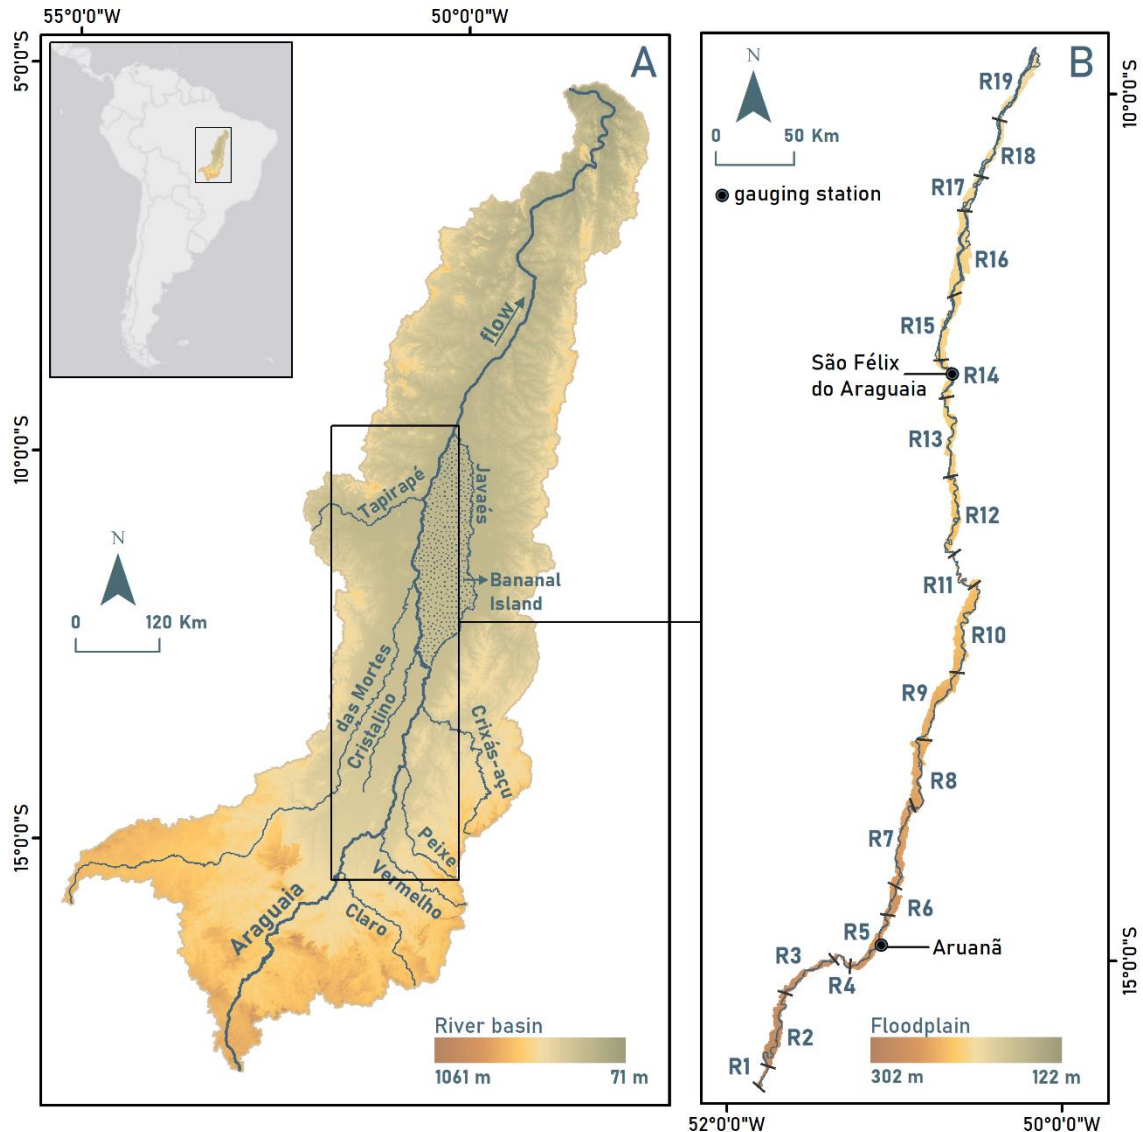 55°0'0"W
50°0'0"W
5°0'0"S
10°0'0"S
15°0'0"S
A
flow
Tapirapé
Javaés
Bananal
Island
N
0 120 Km
das Mortes
Cristalino
Crixás-açu
Peixe
Vermelho
Claro
Araguaia
River basin
1061 m 71 m
B
N
0 50 Km
gauging station
10°0'0"S
15°0'0"S
R19
R18
R17
R16
R15
São Félix
do Araguaia
R14
R13
R12
R11
R10
R9
R8
R7
R6
R5
Aruanã
R3
R4
R2
R1
Floodplain
302 m 122 m
52°0'0"W
50°0'0"W